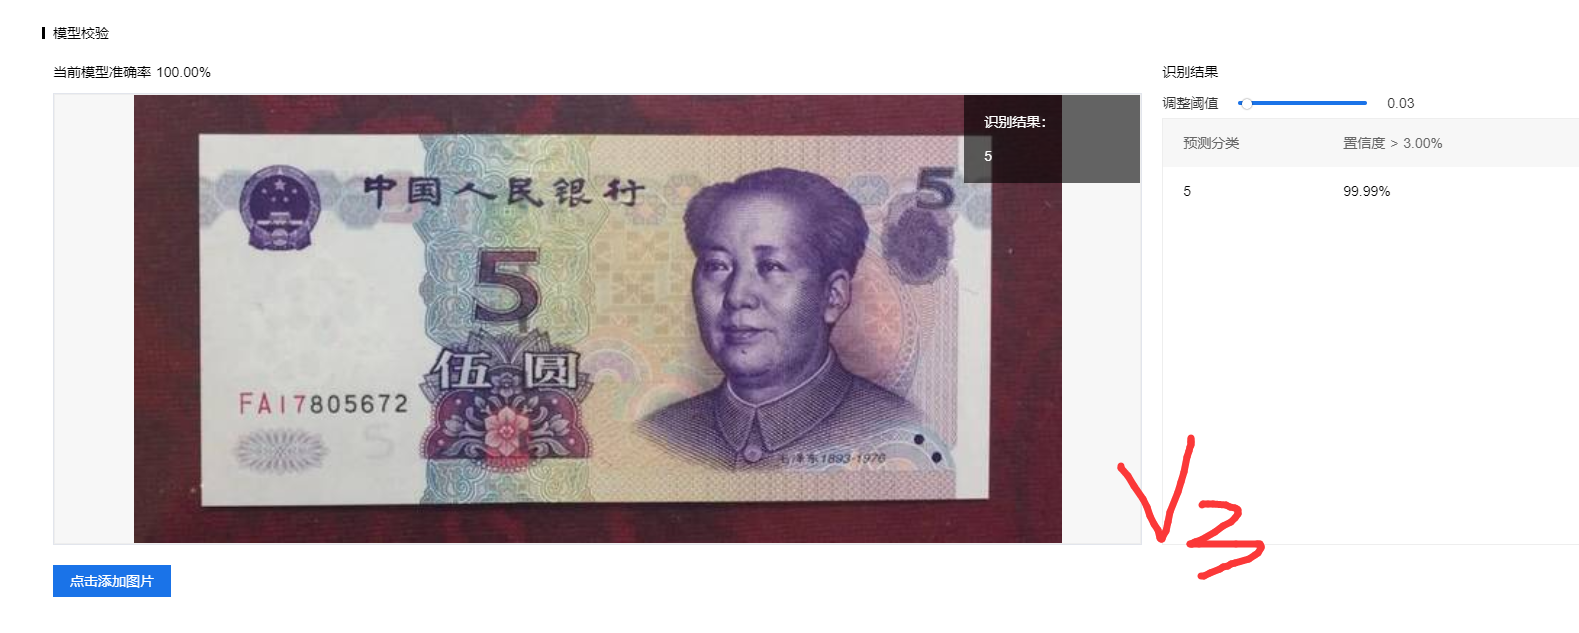 模型校验
当前模型准确率 100.00%
识别结果
调整阈值 0.03
预测分类 置信度 > 3.00%
5 99.99%
识别结果：
5
中国人民银行
5
5
伍圆
FA17805672
5
毛泽东1893-1976
点击添加图片
V3